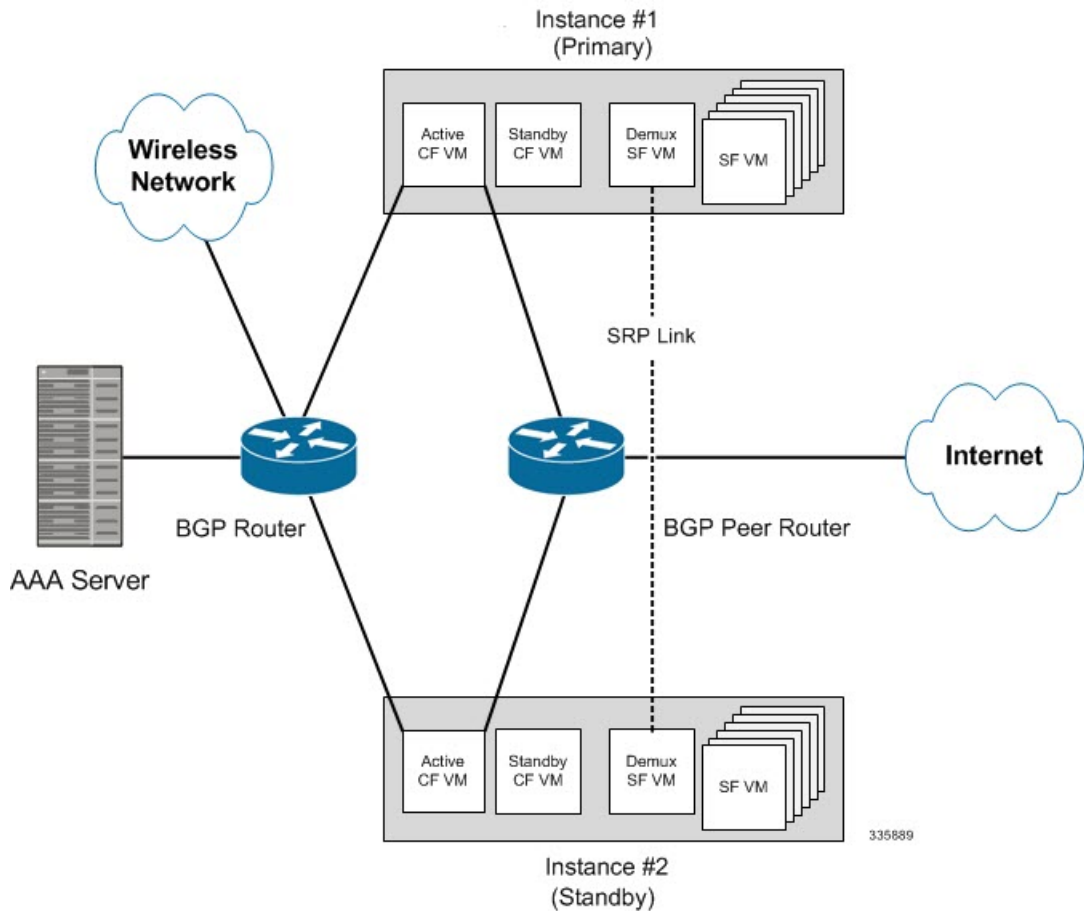 Instance #1
(Primary)
Active
CF VM
Standby
CF VM
Demux
SF VM
SF VM
Wireless
Network
SRP Link
Internet
BGP Router
BGP Peer Router
AAA Server
Active
CF VM
Standby
CF VM
Demux
SF VM
SF VM
335889
Instance #2
(Standby)